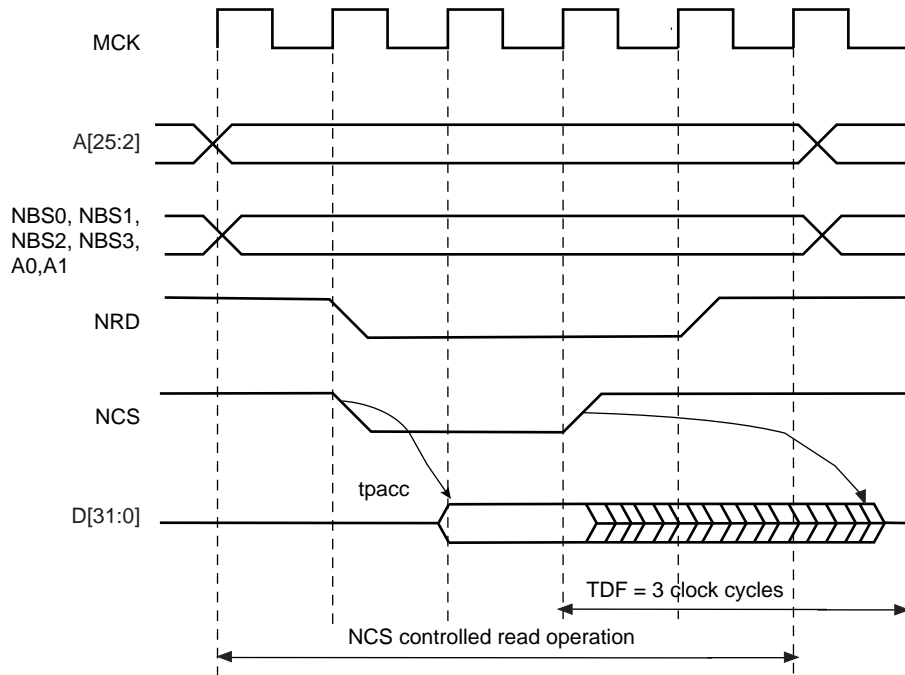 MCK
A[25:2]
NBS0, NBS1,
NBS2, NBS3,
A0,A1
NRD
NCS
tpacc
D[31:0]
TDF = 3 clock cycles
NCS controlled read operation